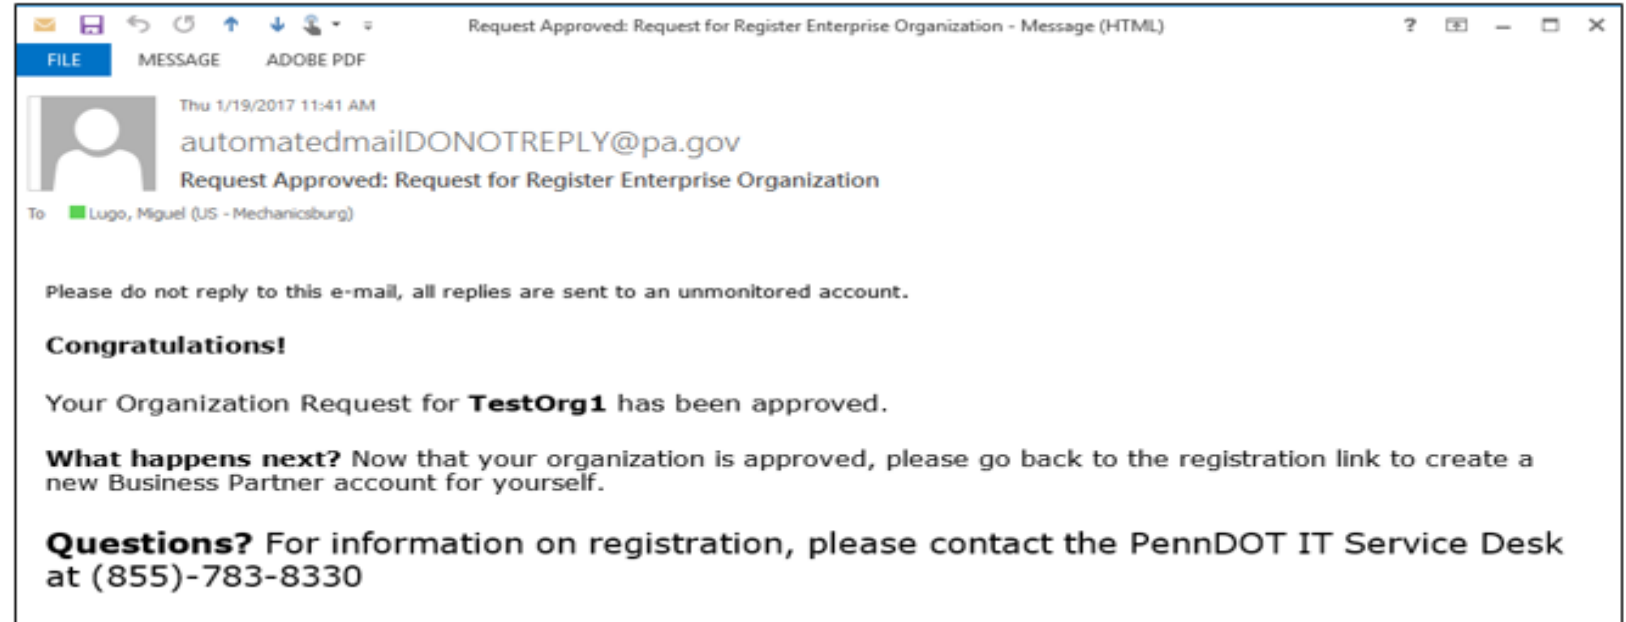 Request Approved: Request for Register Enterprise Organization - Message (HTML)
FILE MESSAGE ADOBE PDF
Thu 1/19/2017 11:41 AM
automatedmailDONOTREPLY@pa.gov
Request Approved: Request for Register Enterprise Organization
To Lugo, Miguel (US - Mechanicsburg)
Please do not reply to this e-mail, all replies are sent to an unmonitored account.
Congratulations!
Your Organization Request for TestOrg1 has been approved.
What happens next? Now that your organization is approved, please go back to the registration link to create a
new Business Partner account for yourself.
Questions? For information on registration, please contact the PennDOT IT Service Desk
at (855)-783-8330